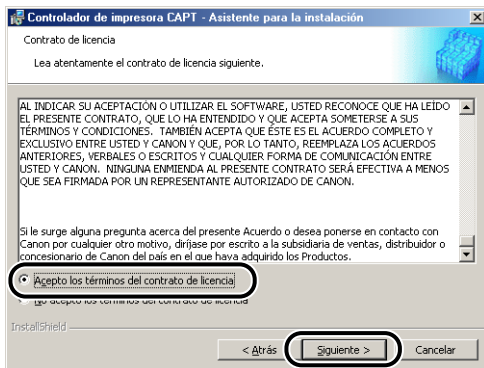 Controlador de impresora CAPT - Asistente para la instalación
Contrato de licencia
Lea atentamente el contrato de licencia siguiente.
AL INDICAR SU ACEPTACIÓN O UTILIZAR EL SOFTWARE, USTED RECONOCE QUE HA LEÍDO
EL PRESENTE CONTRATO, QUE LO HA ENTENDIDO Y QUE ACEPTA SOMETERSE A SUS
TÉRMINOS Y CONDICIONES. TAMBIÉN ACEPTA QUE ÉSTE ES EL ACUERDO COMPLETO Y
EXCLUSIVO ENTRE USTED Y CANON Y QUE, POR LO TANTO, REEMPLAZA LOS ACUERDOS
ANTERIORES, VERBALES O ESCRITOS Y CUALQUIER FORMA DE COMUNICACIÓN ENTRE
USTED Y CANON. NINGUNA ENMIENDA AL PRESENTE CONTRATO SERÁ EFECTIVA A MENOS
QUE SEA FIRMADA POR UN REPRESENTANTE AUTORIZADO DE CANON.
Si le surge alguna pregunta acerca del presente Acuerdo o desea ponerse en contacto con
Canon por cualquier otro motivo, diríjase por escrito a la subsidiaria de ventas, distribuidor o
concesionario de Canon del país en el que haya adquirido los Productos.
Acepto los términos del contrato de licencia
No acepto los términos del contrato de licencia
InstallShield
< Atrás
Siguiente >
Cancelar